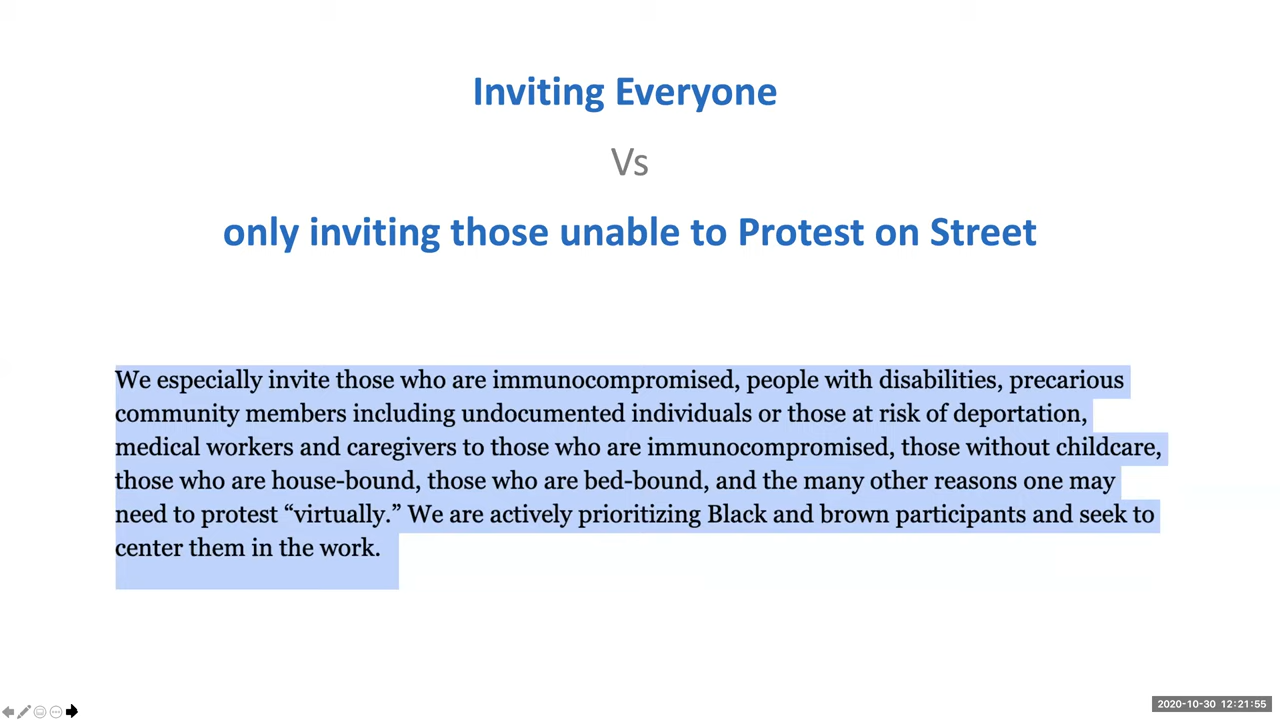 Inviting Everyone
Vs
only inviting those unable to Protest on Street
We especially invite those who are immunocompromised, people with disabilities, precarious
community members including undocumented individuals or those at risk of deportation,
medical workers and caregivers to those who are immunocompromised, those without childcare,
those who are house-bound, those who are bed-bound, and the many other reasons one may
need to protest “virtually.” We are actively prioritizing Black and brown participants and seek to
center them in the work.
2020-10-30 12:21:55